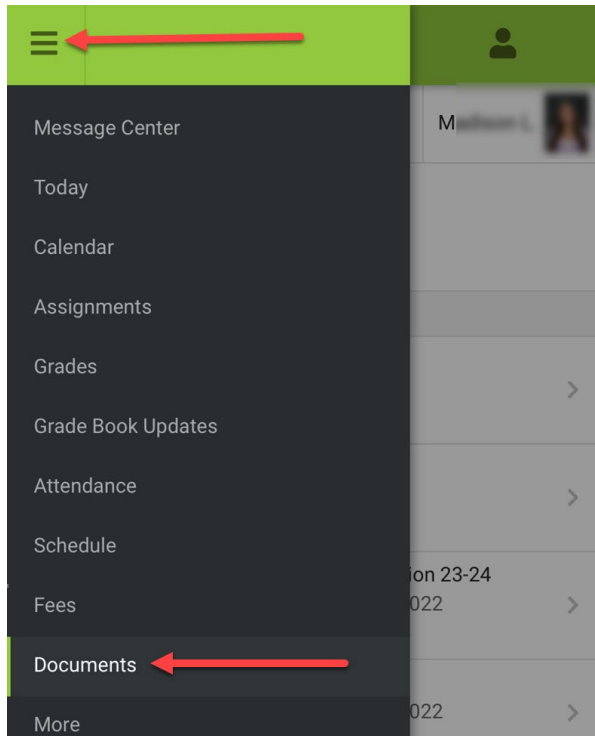 Message Center
Today
Calendar
Assignments
Grades
Grade Book Updates
Attendance
Schedule
ion 23-24
022
Fees
Documents
022
More